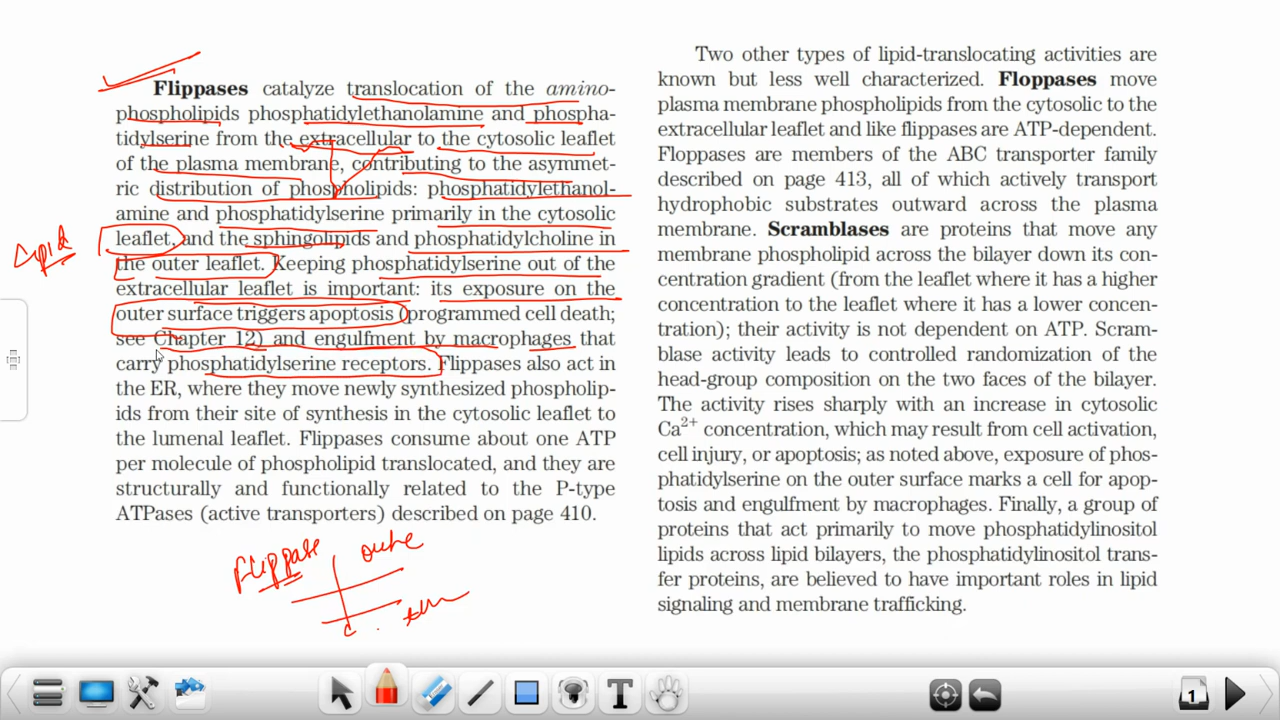 Flippases catalyze translocation of the amino-
phospholipids phosphatidylethanolamine and phospha-
tidylserine from the extracellular to the cytosolic leaflet
of the plasma membrane, contributing to the asymmet-
ric distribution of phospholipids: phosphatidylethanol-
amine and phosphatidylserine primarily in the cytosolic
leaflet, and the sphingolipids and phosphatidylcholine in
the outer leaflet. Keeping phosphatidylserine out of the
extracellular leaflet is important: its exposure on the
outer surface triggers apoptosis (programmed cell death;
see Chapter 12) and engulfment by macrophages that
carry phosphatidylserine receptors. Flippases also act in
the ER, where they move newly synthesized phospholip-
ids from their site of synthesis in the cytosolic leaflet to
the lumenal leaflet. Flippases consume about one ATP
per molecule of phospholipid translocated, and they are
structurally and functionally related to the P-type
ATPases (active transporters) described on page 410.
Lipid
Flippase
oute
c
Two other types of lipid-translocating activities are
known but less well characterized. Floppases move
plasma membrane phospholipids from the cytosolic to the
extracellular leaflet and like flippases are ATP-dependent.
Floppases are members of the ABC transporter family
described on page 413, all of which actively transport
hydrophobic substrates outward across the plasma
membrane. Scramblases are proteins that move any
membrane phospholipid across the bilayer down its con-
centration gradient (from the leaflet where it has a higher
concentration to the leaflet where it has a lower concen-
tration); their activity is not dependent on ATP. Scram-
blase activity leads to controlled randomization of the
head-group composition on the two faces of the bilayer.
The activity rises sharply with an increase in cytosolic
Ca2+ concentration, which may result from cell activation,
cell injury, or apoptosis; as noted above, exposure of phos-
phatidylserine on the outer surface marks a cell for apop-
tosis and engulfment by macrophages. Finally, a group of
proteins that act primarily to move phosphatidylinositol
lipids across lipid bilayers, the phosphatidylinositol trans-
fer proteins, are believed to have important roles in lipid
signaling and membrane trafficking.
T
1